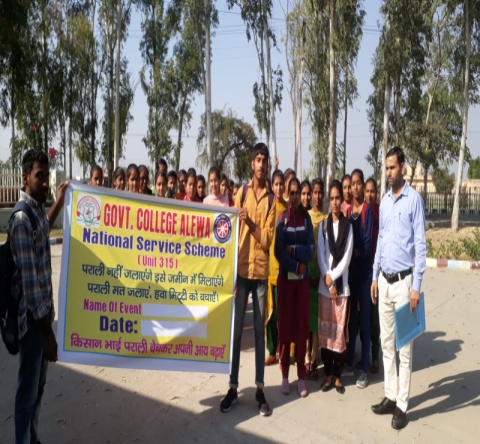 GOVT. COLLEGE ALEWA
National Service Scheme
(Unit 315)
पराली नहीं जलाएंगे इसे जमीन में मिलाएंगे
पराली मत जलाएं, हवा मिट्टी को बचाएं।
Name Of Event
Date:
किसान भाई पराली बेचकर अपनी आय बढ़ाएँ